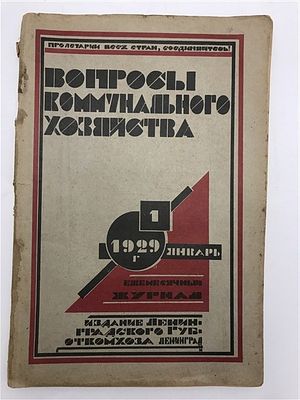 ПРОЛЕТАРИИ ВСЕХ СТРАН, СОЕДИНЯЙТЕСЬ!
ВОПРОСЫ
КОММУНАЛЬНОГО
ХОЗЯЙСТВА
1
1929
Г
ЯНВАРЬ
ЕЖЕМЕСЯЧНЫЙ
ЖУРНАЛ
ИЗДАНИЕ ЛЕНИН-
ГРАДСКОГО ГУБ-
ОТКОМХОЗА ЛЕНИНГРАД